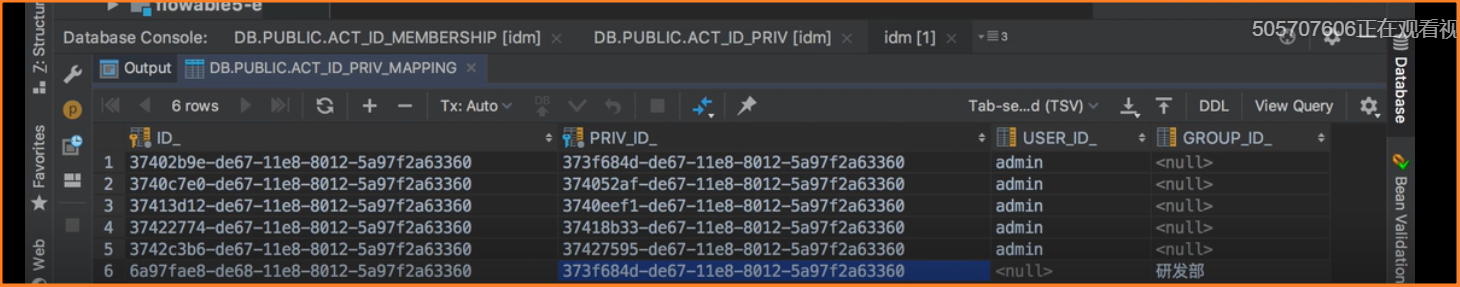 flowable5-e
Database Console: DB.PUBLIC.ACT_ID_MEMBERSHIP [idm] DB.PUBLIC.ACT_ID_PRIV [idm] idm [1] 3
505707606正在观看视
Output DB.PUBLIC.ACT_ID_PRIV_MAPPING
6 rows Tx: Auto DB Tab-se...d (TSV) DDL View Query
ID_ PRIV_ID_ USER_ID_ GROUP_ID_
1 37402b9e-de67-11e8-8012-5a97f2a63360 373f684d-de67-11e8-8012-5a97f2a63360 admin <null>
2 3740c7e0-de67-11e8-8012-5a97f2a63360 374052af-de67-11e8-8012-5a97f2a63360 admin <null>
3 37413d12-de67-11e8-8012-5a97f2a63360 3740eef1-de67-11e8-8012-5a97f2a63360 admin <null>
4 37422774-de67-11e8-8012-5a97f2a63360 37418b33-de67-11e8-8012-5a97f2a63360 admin <null>
5 3742c3b6-de67-11e8-8012-5a97f2a63360 37427595-de67-11e8-8012-5a97f2a63360 admin <null>
6 6a97fae8-de68-11e8-8012-5a97f2a63360 373f684d-de67-11e8-8012-5a97f2a63360 <null> 研发部
Z: Structur
Favorites
Web
Database
Bean Validation